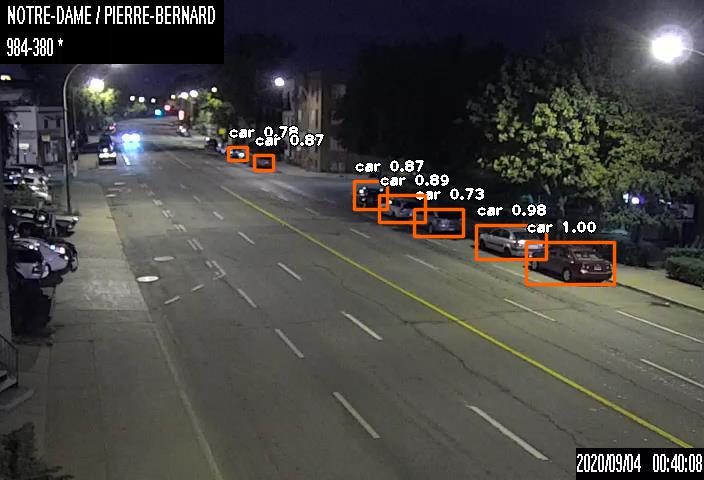 NOTRE-DAME / PIERRE-BERNARD
984-380 *
car 0.78
car 0.87
car 0.87
car 0.89
car 0.73
car 0.98
car 1.00
2020/09/04 00:40:08